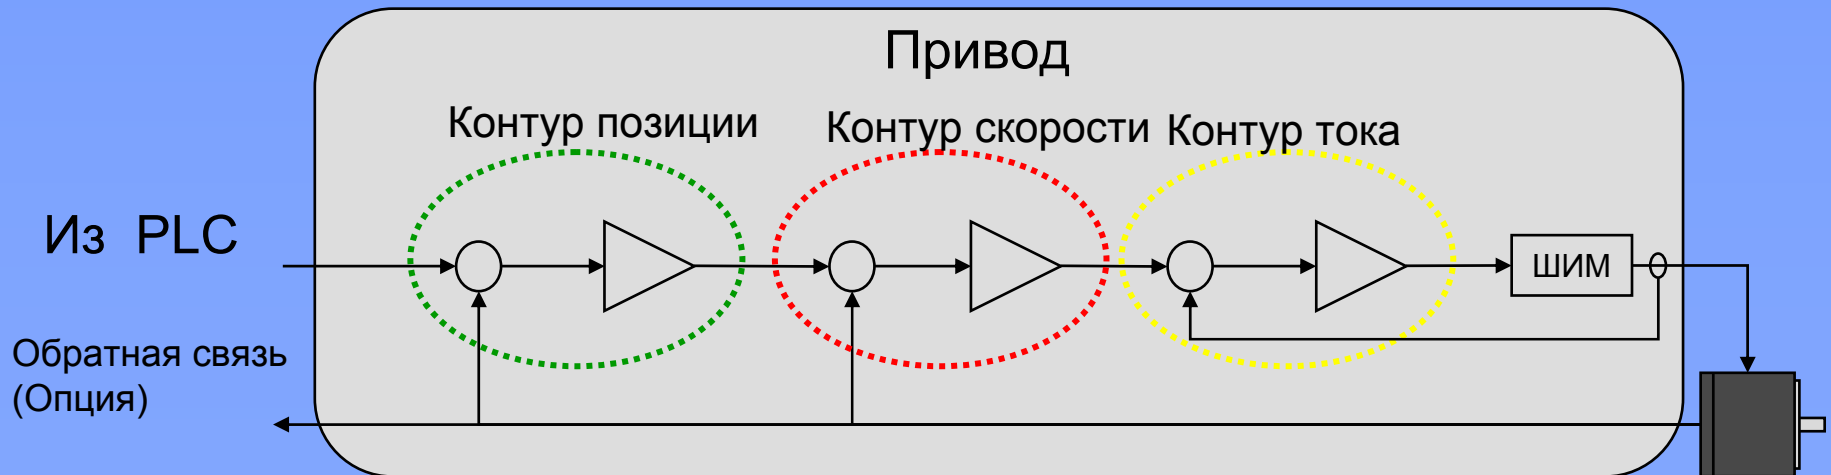 Привод
Контур позиции
Контур скорости
Контур тока
Из PLC
ШИМ
Обратная связь
(Опция)